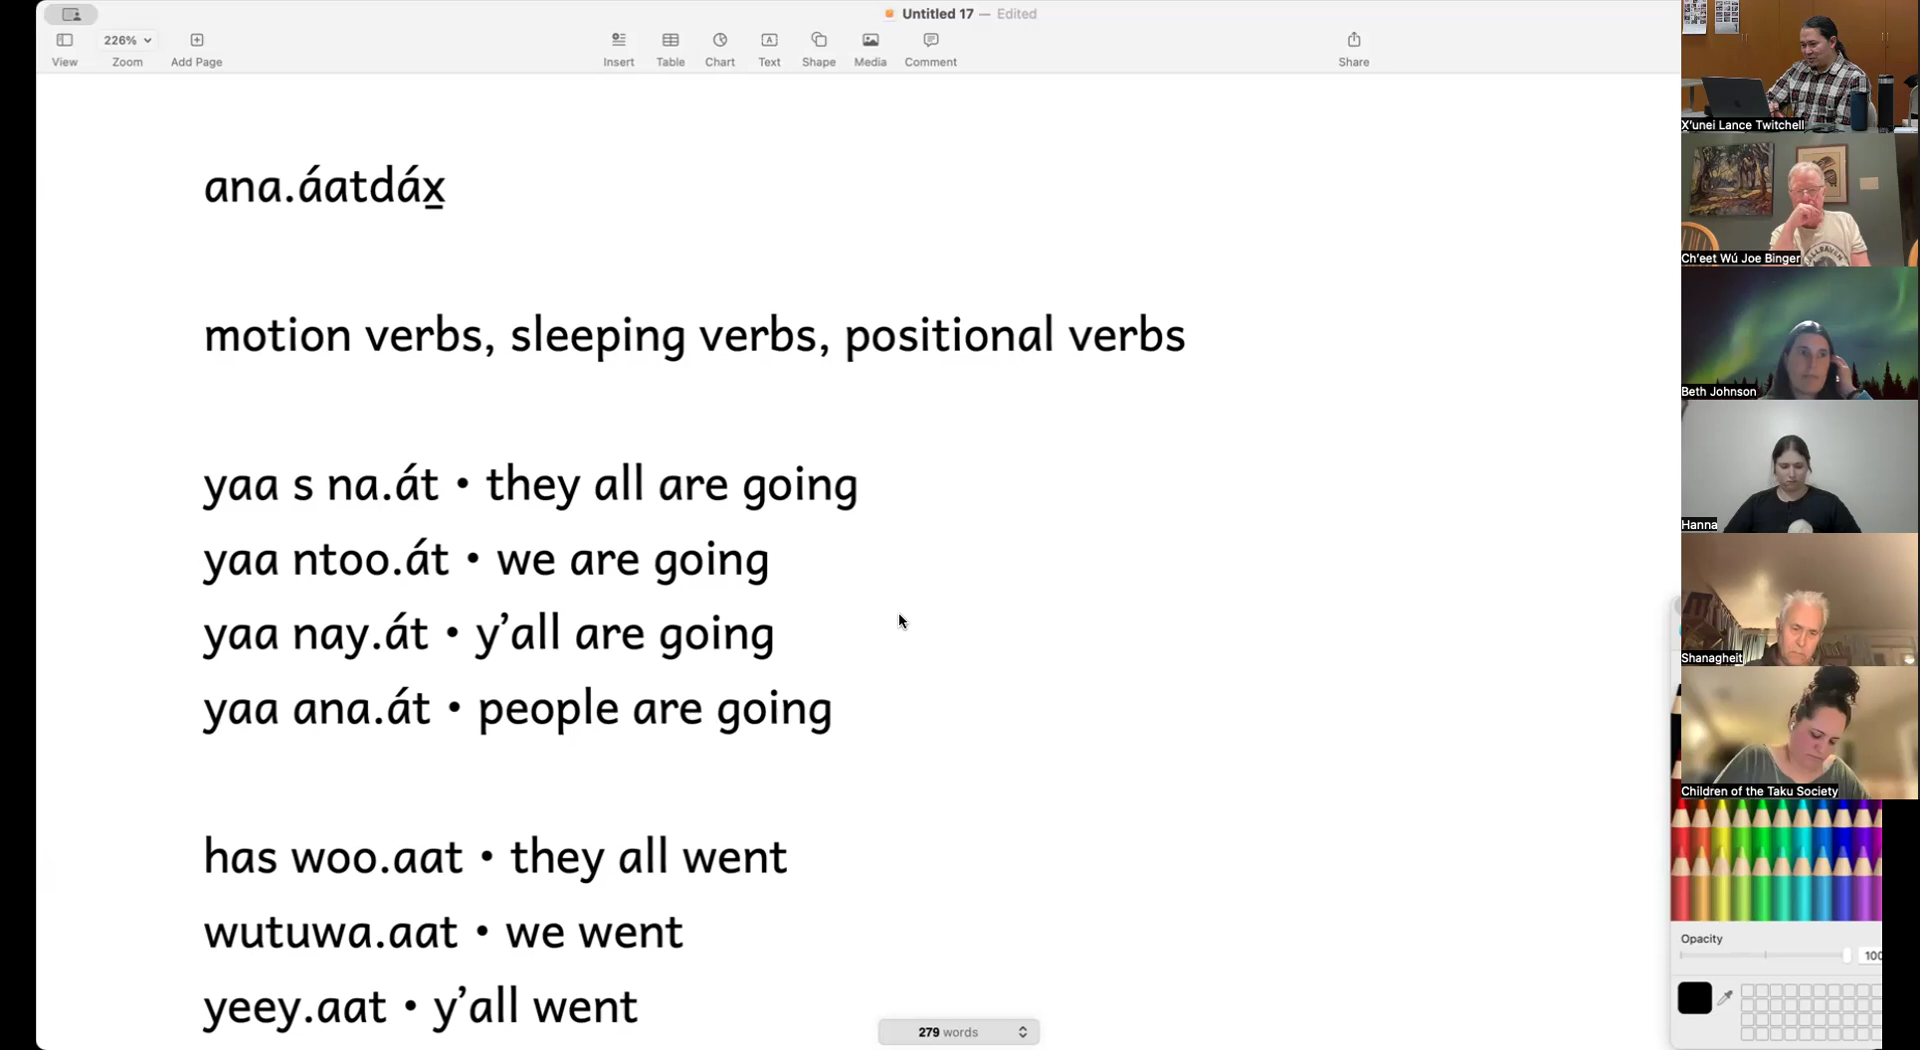 Untitled 17 — Edited
226%
View Zoom Add Page Insert Table Chart Text Shape Media Comment Share
ana.áatdáx̲
motion verbs, sleeping verbs, positional verbs
yaa s na.át • they all are going
yaa ntoo.át • we are going
yaa nay.át • y’all are going
yaa ana.át • people are going
has woo.aat • they all went
wutuwa.aat • we went
yeey.aat • y’all went
279 words
X’unei Lance Twitchell
Ch’eet Wú Joe Binger
Beth Johnson
Hanna
Shanagheit
Children of the Taku Society
Opacity
100